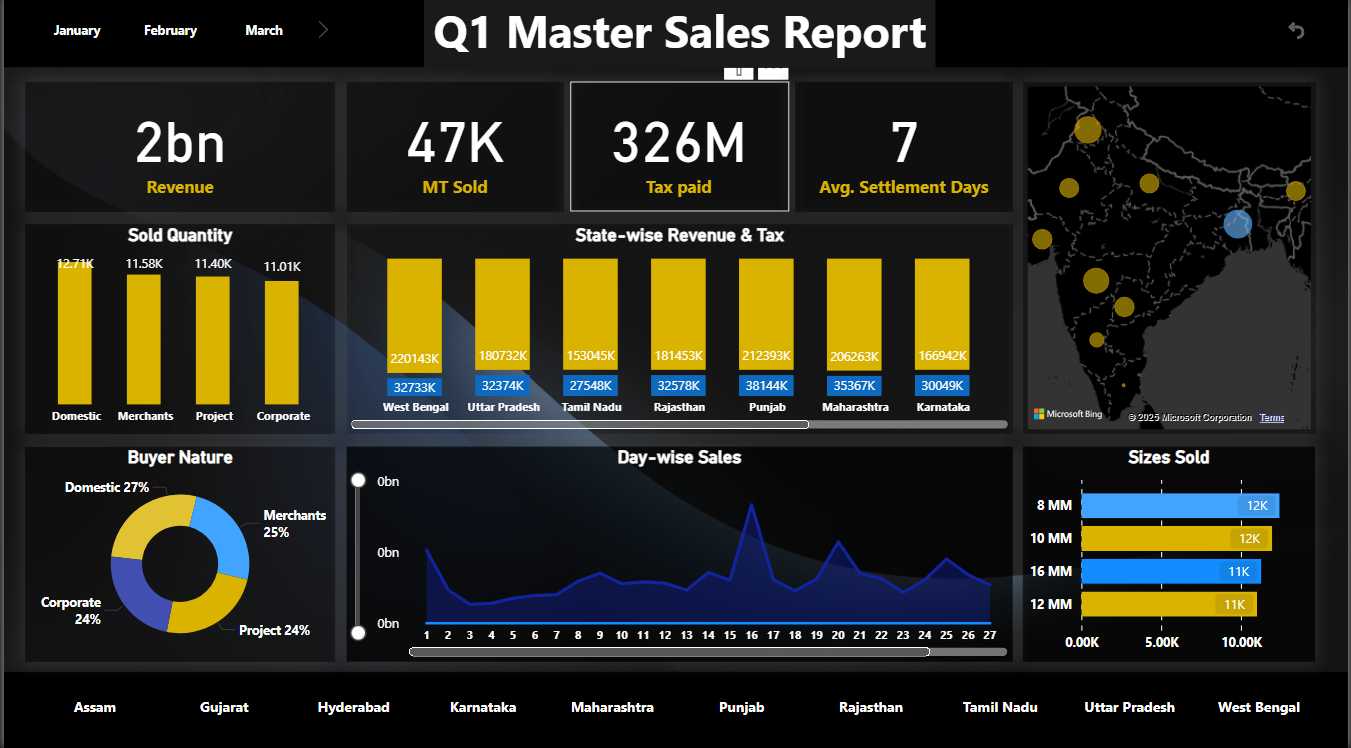 January February March
Q1 Master Sales Report
2bn
Revenue
47K
MT Sold
326M
Tax paid
7
Avg. Settlement Days
Sold Quantity
12.71K 11.58K 11.40K 11.01K
Domestic Merchants Project Corporate
State-wise Revenue & Tax
220143K 180732K 153045K 181453K 212393K 206263K 166942K
32733K 32374K 27548K 32578K 38144K 35367K 30049K
West Bengal Uttar Pradesh Tamil Nadu Rajasthan Punjab Maharashtra Karnataka
Microsoft Bing
© 2025 Microsoft Corporation Terms
Buyer Nature
Domestic 27%
Merchants
25%
Corporate
24%
Project 24%
Day-wise Sales
0bn
0bn
0bn
1 2 3 4 5 6 7 8 9 10 11 12 13 14 15 16 17 18 19 20 21 22 23 24 25 26 27
Sizes Sold
8 MM 12K
10 MM 12K
16 MM 11K
12 MM 11K
0.00K 5.00K 10.00K
Assam Gujarat Hyderabad Karnataka Maharashtra Punjab Rajasthan Tamil Nadu Uttar Pradesh West Bengal